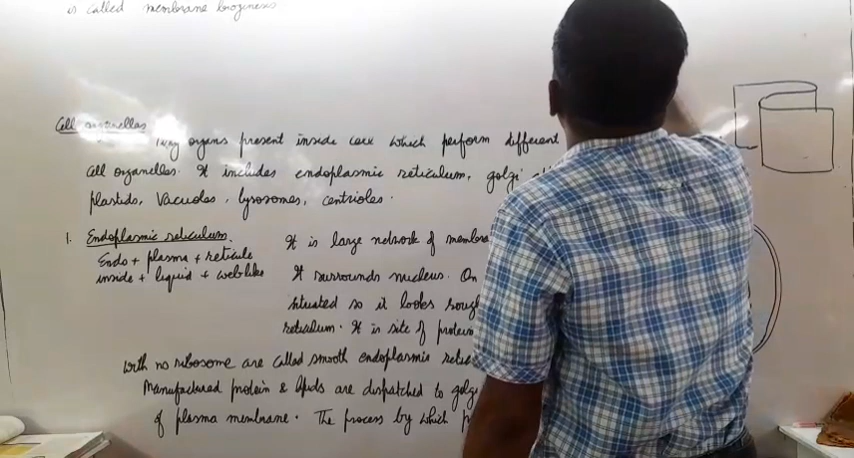 is called membrane biogenesis
Cell organelles
Tiny organs present inside cell which perform different
cell organelles. It includes endoplasmic reticulum, golgi
plastids, Vacuoles, lysosomes, centrioles.
1. Endoplasmic reticulum.
Endo + plasma + reticule
inside + liquid + web like
It is large network of membra
It surrounds nucleus. On
situated so it looks rough
reticulum. It is site of protein
with no ribosome are called smooth endoplasmic
Manufactured protein & lipids are dispatched to golgi
of plasma membrane. The process by which